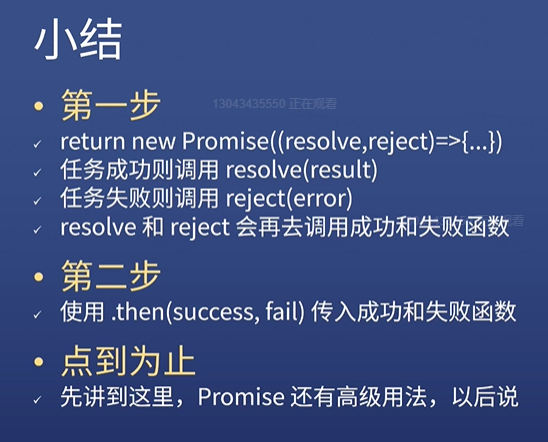 小结
第一步
13043435550 正在观看
return new Promise((resolve,reject)=>{...})
任务成功则调用 resolve(result)
任务失败则调用 reject(error)
resolve 和 reject 会再去调用成功和失败函数
第二步
使用 .then(success, fail) 传入成功和失败函数
点到为止
先讲到这里，Promise 还有高级用法，以后说